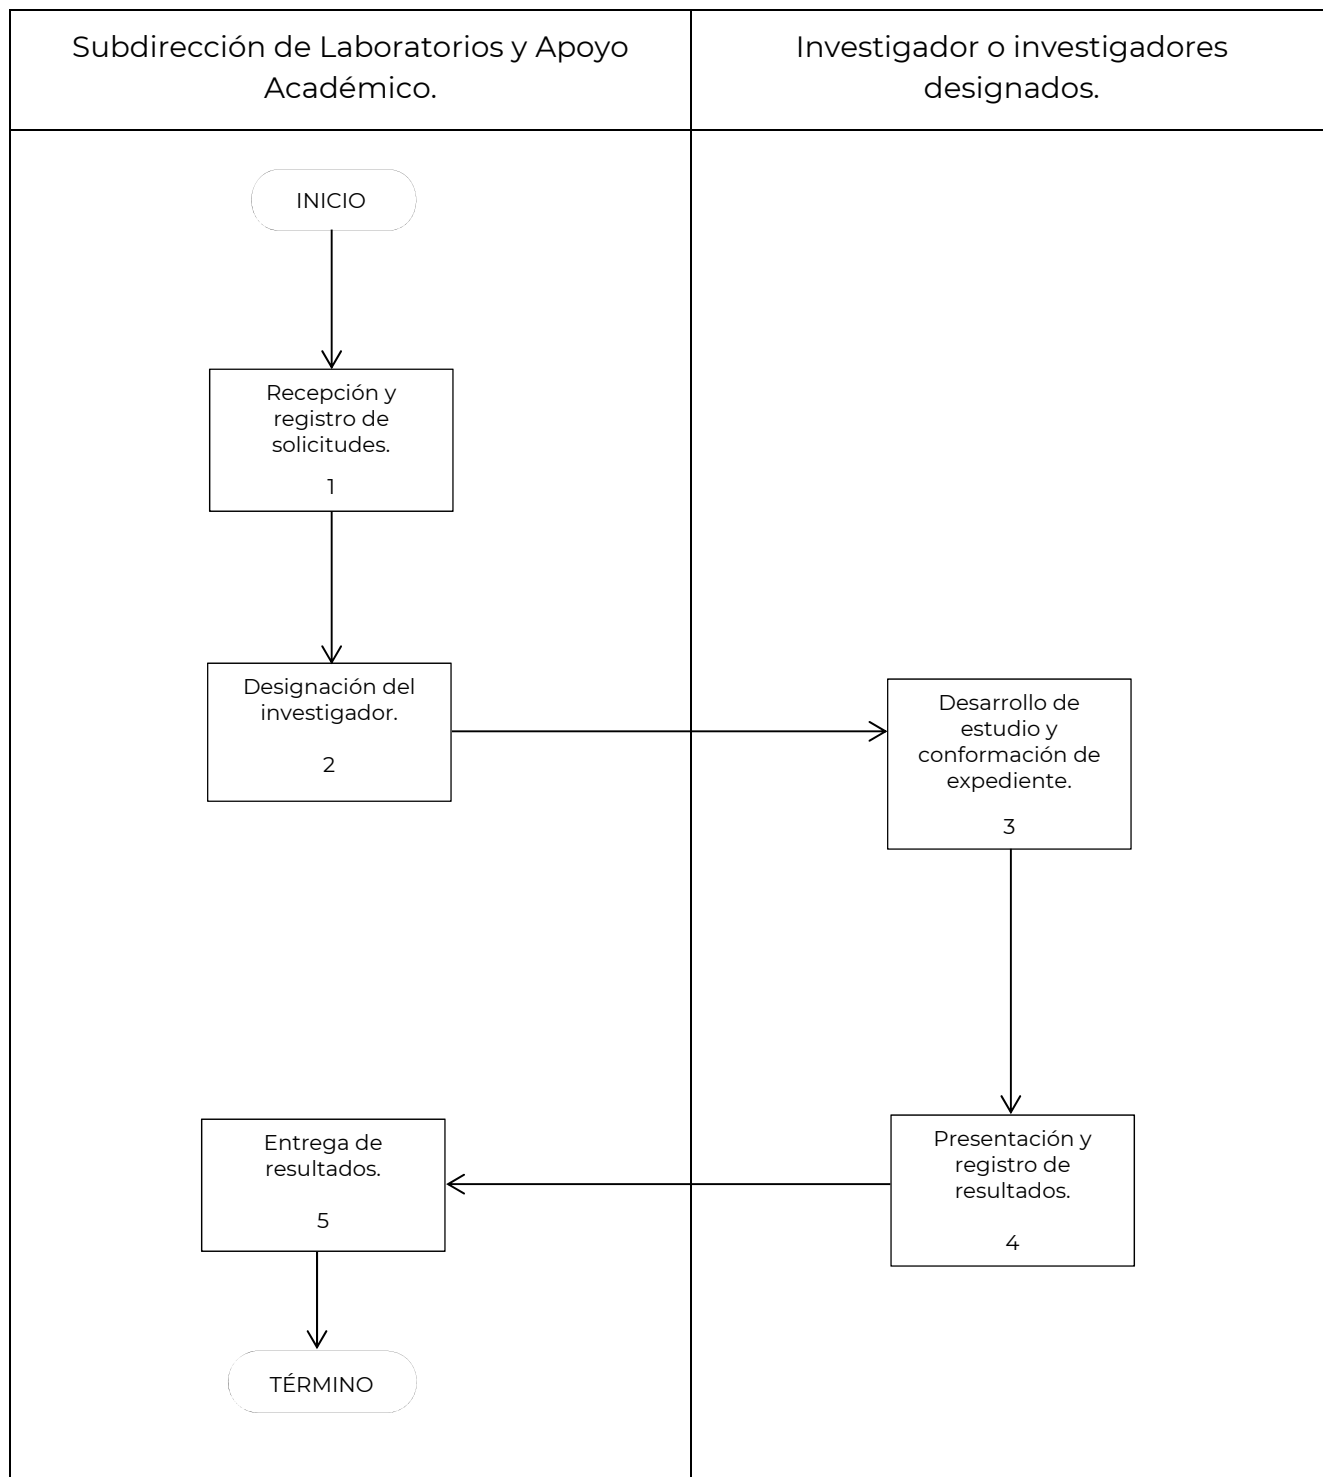 Subdirección de Laboratorios y Apoyo
Académico.
Investigador o investigadores
designados.
INICIO
Recepción y
registro de
solicitudes.
1
Designación del
investigador.
2
Desarrollo de
estudio y
conformación de
expediente.
3
Presentación y
registro de
resultados.
4
Entrega de
resultados.
5
TÉRMINO